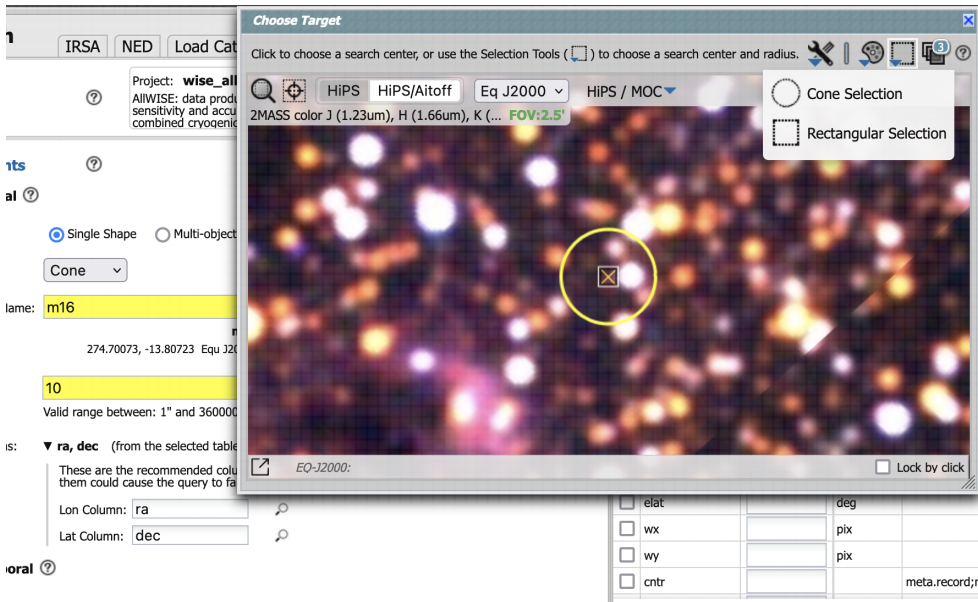 Choose Target
Click to choose a search center, or use the Selection Tools ( ) to choose a search center and radius.
3
HiPS HiPS/Aitoff Eq J2000 HiPS / MOC
2MASS color J (1.23um), H (1.66um), K (... FOV:2.5'
Cone Selection
Rectangular Selection
EQ-J2000:
Lock by click
IRSA NED Load Cat
Project: wise_all
AllWISE: data produ
sensitivity and accu
combined cryogenic
Single Shape Multi-object
Cone
m16
274.70073, -13.80723 Equ J20
10
Valid range between: 1" and 360000
▼ ra, dec (from the selected table
These are the recommended colu
them could cause the query to fa
Lon Column: ra
Lat Column: dec
elat deg
wx pix
wy pix
cntr meta.record;